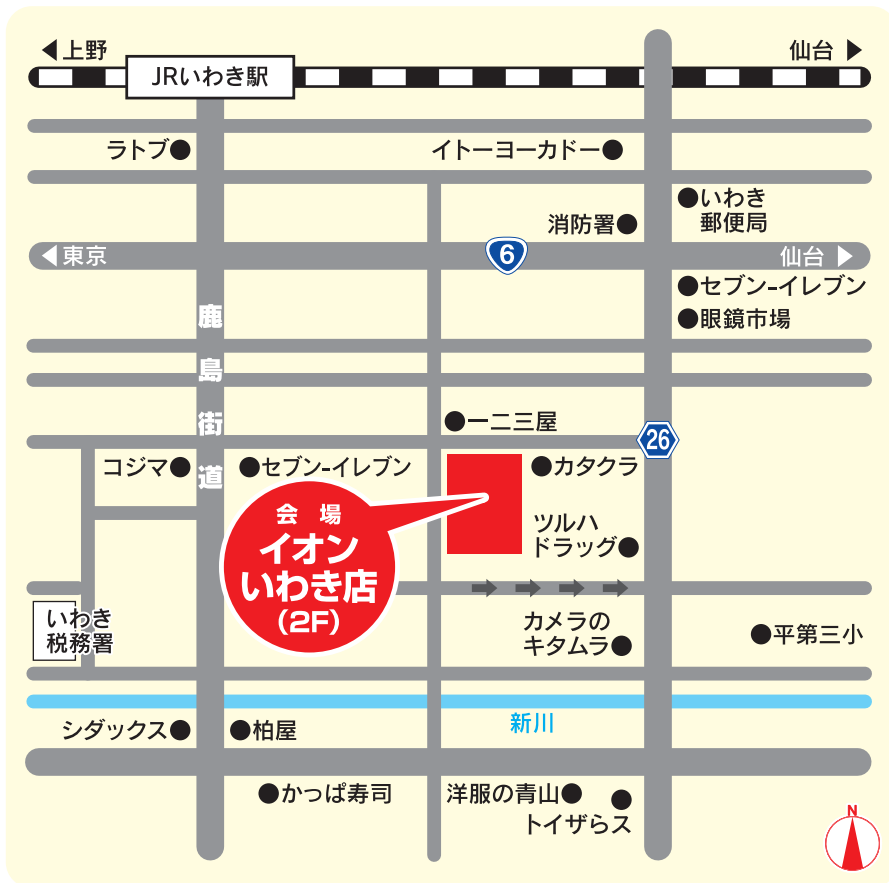 上野
仙台
JRいわき駅
ラトブ
イトーヨーカドー
いわき
郵便局
消防署
東京
6
仙台
セブン-イレブン
眼鏡市場
鹿島街道
一二三屋
26
コジマ
セブン-イレブン
カタクラ
会場
イオン
いわき店
(2F)
ツルハ
ドラッグ
いわき
税務署
カメラの
キタムラ
平第三小
新川
シダックス
柏屋
かっぱ寿司
洋服の青山
トイザらス
N